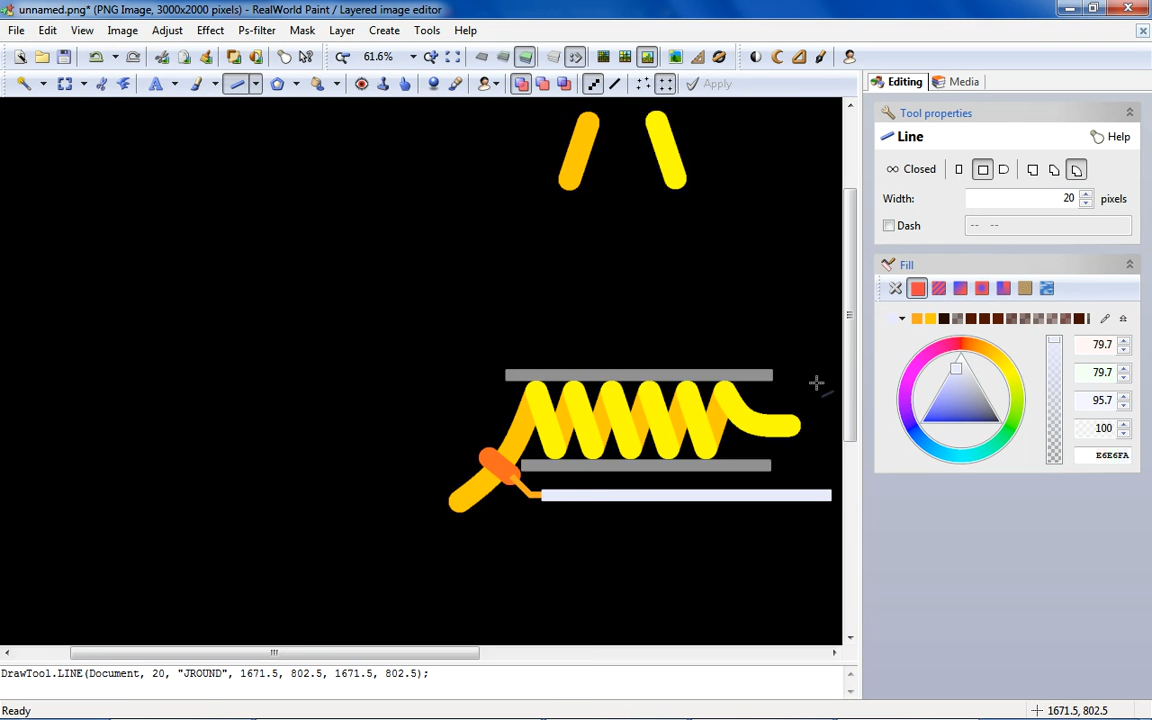 unnamed.png* (PNG Image, 3000x2000 pixels) - RealWorld Paint / Layered image editor
File Edit View Image Adjust Effect Ps-filter Mask Layer Create Tools Help
61.6%
Apply
Editing Media
Tool properties
Line Help
Closed
Width: 20 pixels
Dash -- --
Fill
79.7
79.7
95.7
100
E6E6FA
DrawTool.LINE(Document, 20, "JROUND", 1671.5, 802.5, 1671.5, 802.5);
Ready 1671.5, 802.5